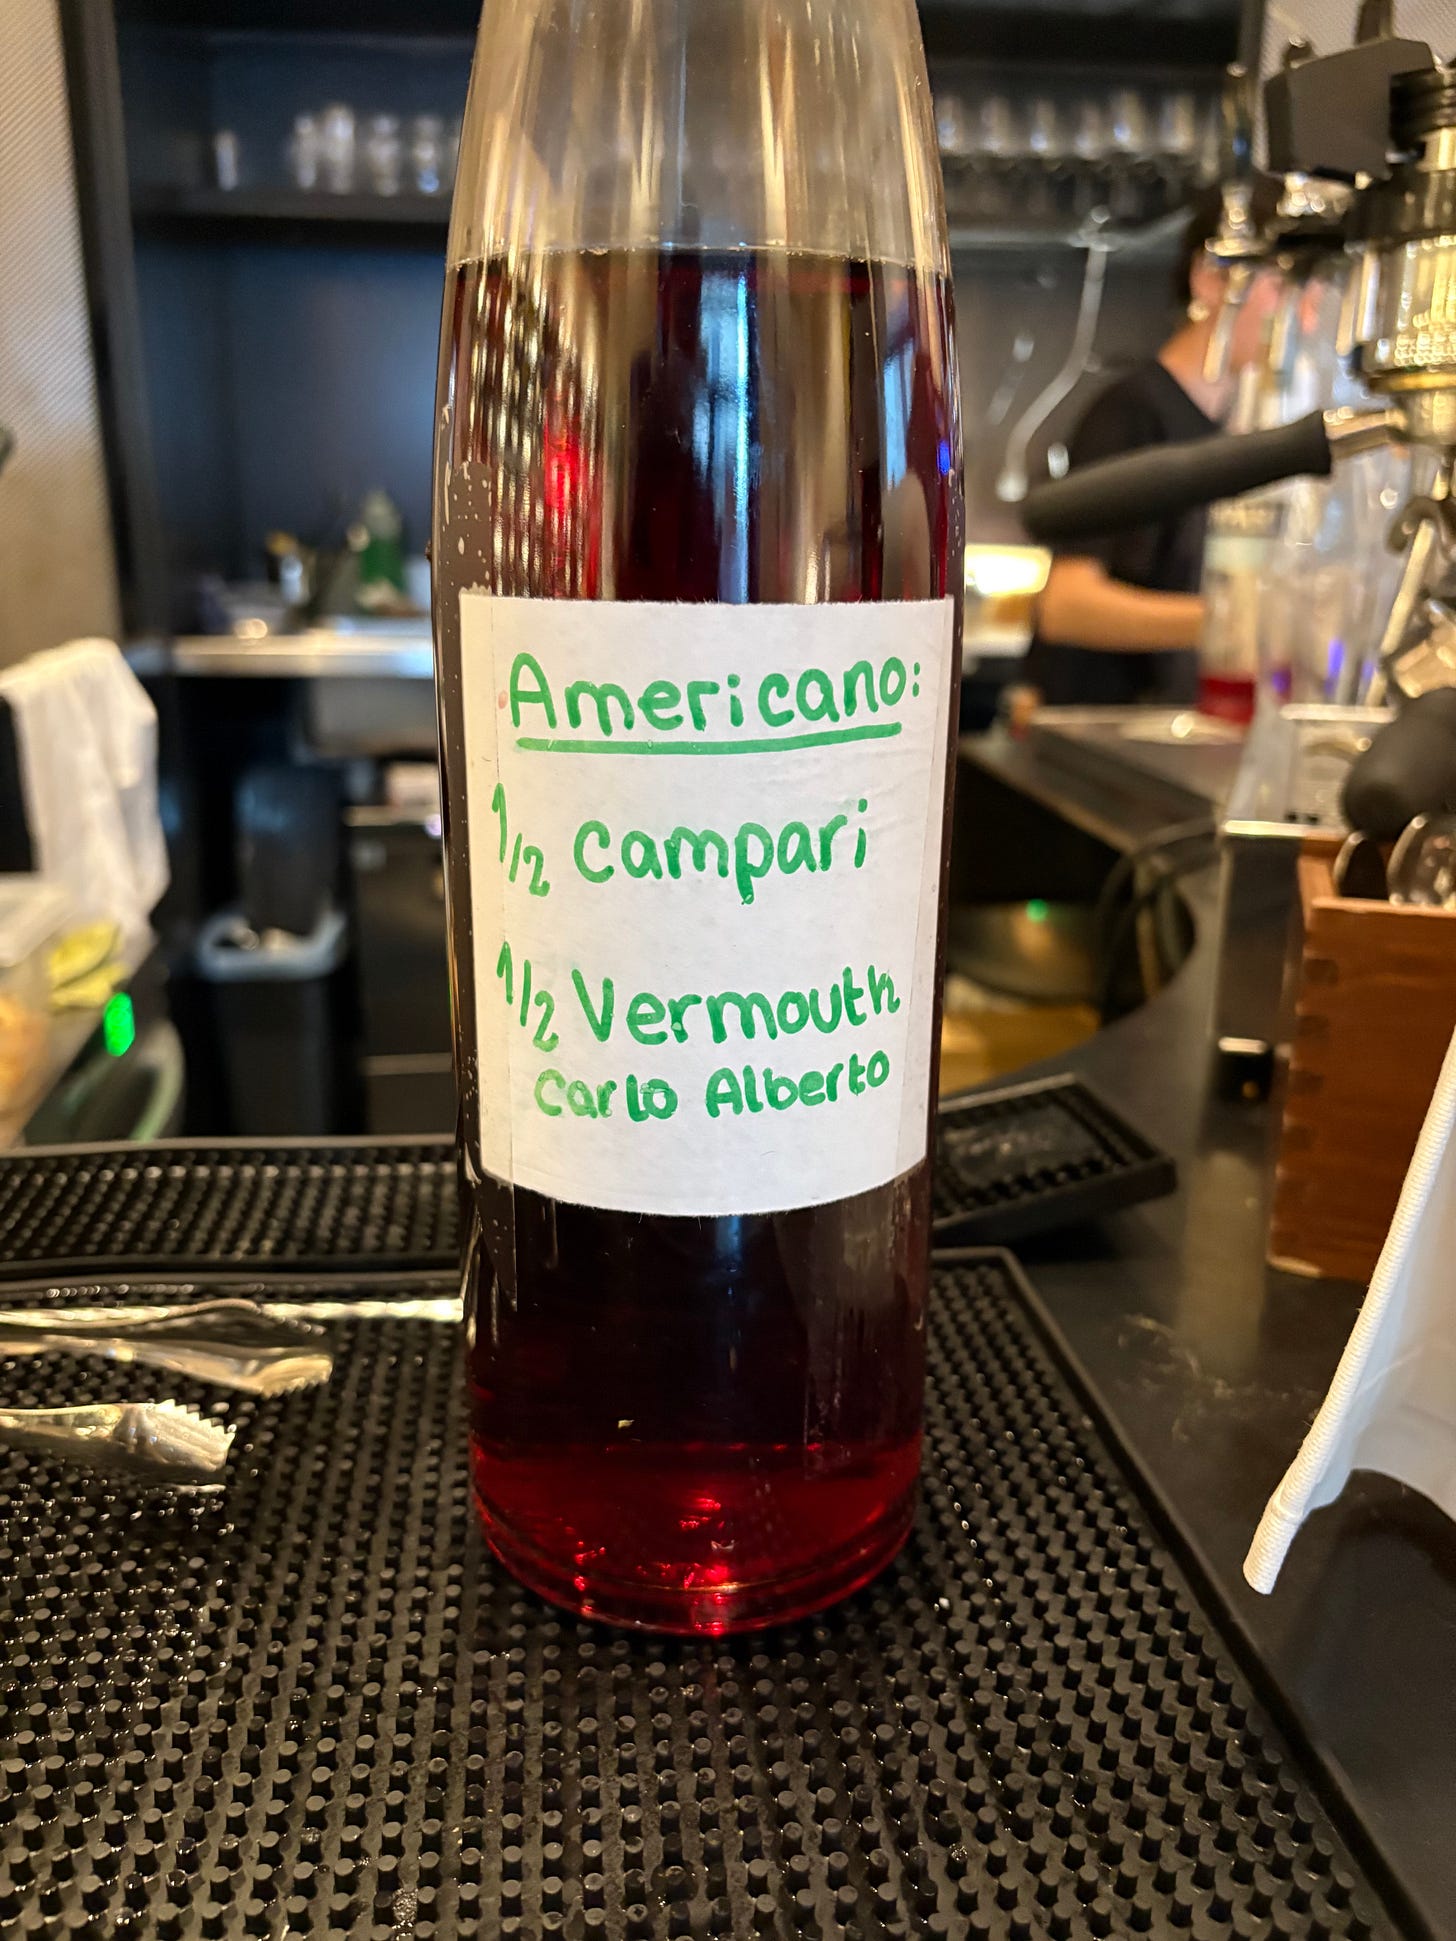 Americano:
1/2 Campari
1/2 Vermouth
Carlo Alberto